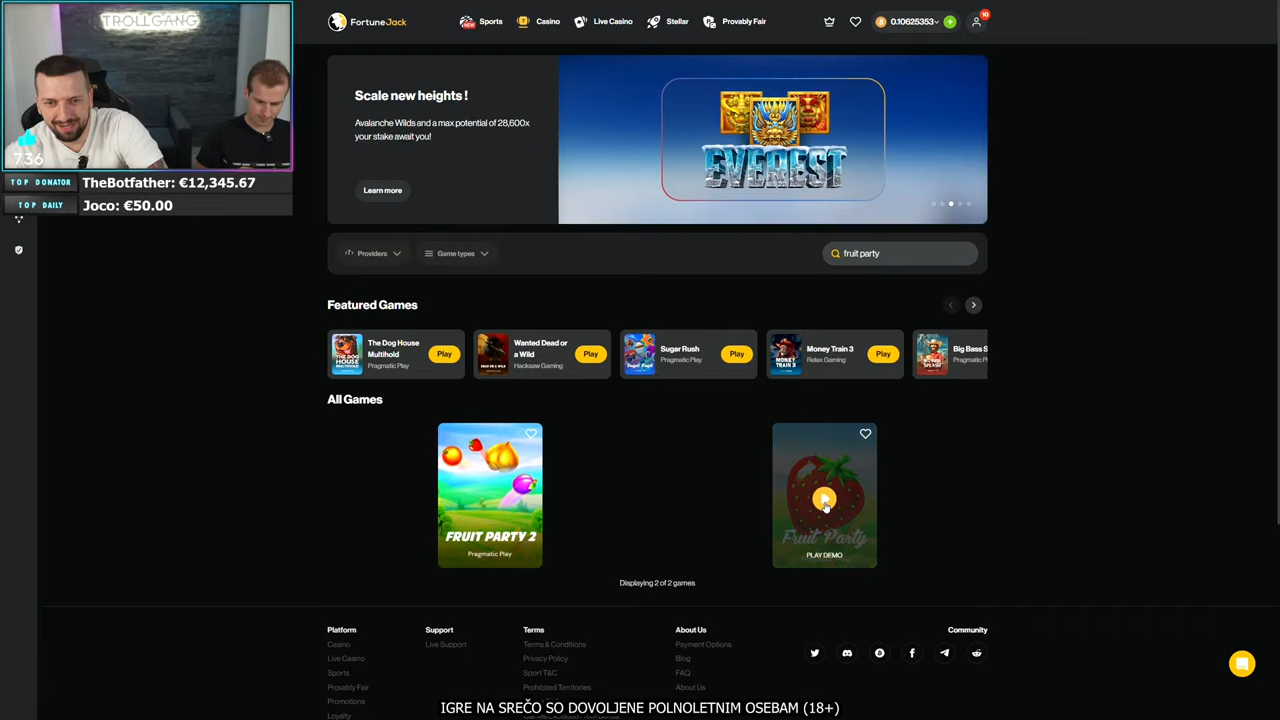 TROLLGANG
736
TOP DONATOR TheBotfather: €12,345.67
TOP DAILY Joco: €50.00
FortuneJack
NEW Sports
Casino
Live Casino
Stellar
Provably Fair
0.10625353
10
Scale new heights !
Avalanche Wilds and a max potential of 28,600x
your stake await you!
Learn more
EVEREST
Providers
Game types
fruit party
Featured Games
The Dog House
Multihold
Pragmatic Play
Play
Wanted Dead or
a Wild
Hacksaw Gaming
Play
Sugar Rush
Pragmatic Play
Play
Money Train 3
Relax Gaming
Play
Big Bass S
Pragmatic Pl
All Games
FRUIT PARTY 2
Pragmatic Play
Fruit Party
PLAY DEMO
Displaying 2 of 2 games
Platform
Casino
Live Casino
Sports
Provably Fair
Promotions
Loyalty
Support
Live Support
Terms
Terms & Conditions
Privacy Policy
Sport T&C
Prohibited Territories
About Us
Payment Options
Blog
FAQ
About Us
Community
IGRE NA SREČO SO DOVOLJENE POLNOLETNIM OSEBAM (18+)